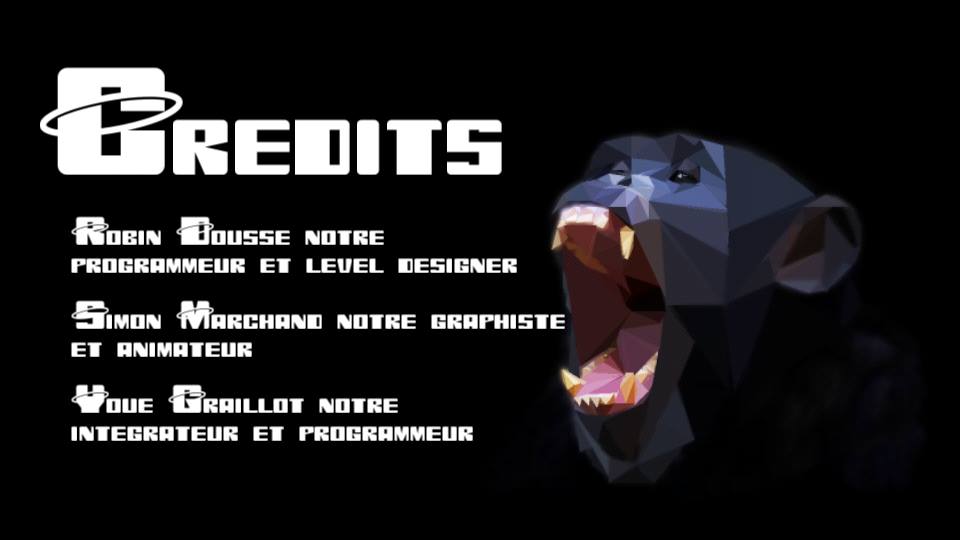 Credits
Robin Dousse notre
programmeur et level designer
Simon Marchand notre graphiste
et animateur
Youe Graillot notre
integrateur et programmeur